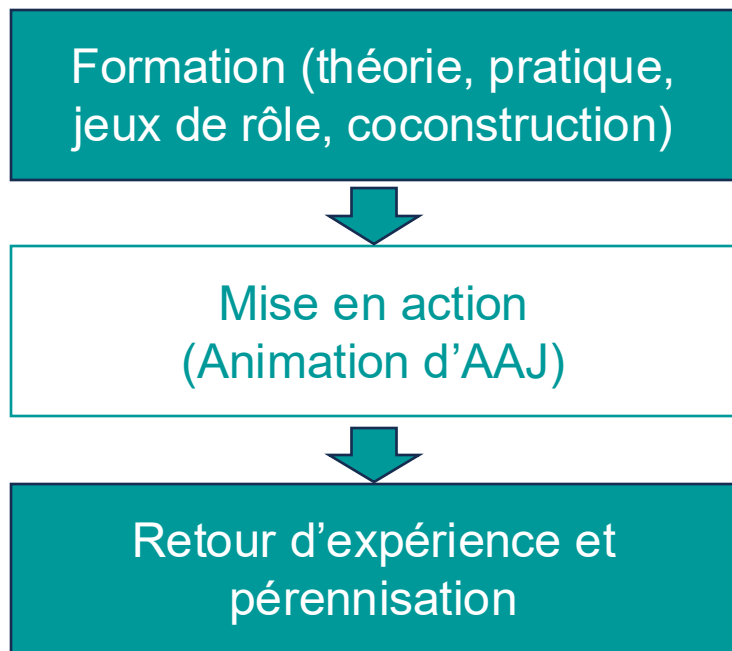 Formation (théorie, pratique,
jeux de rôle, coconstruction)
Mise en action
(Animation d’AAJ)
Retour d’expérience et
pérennisation